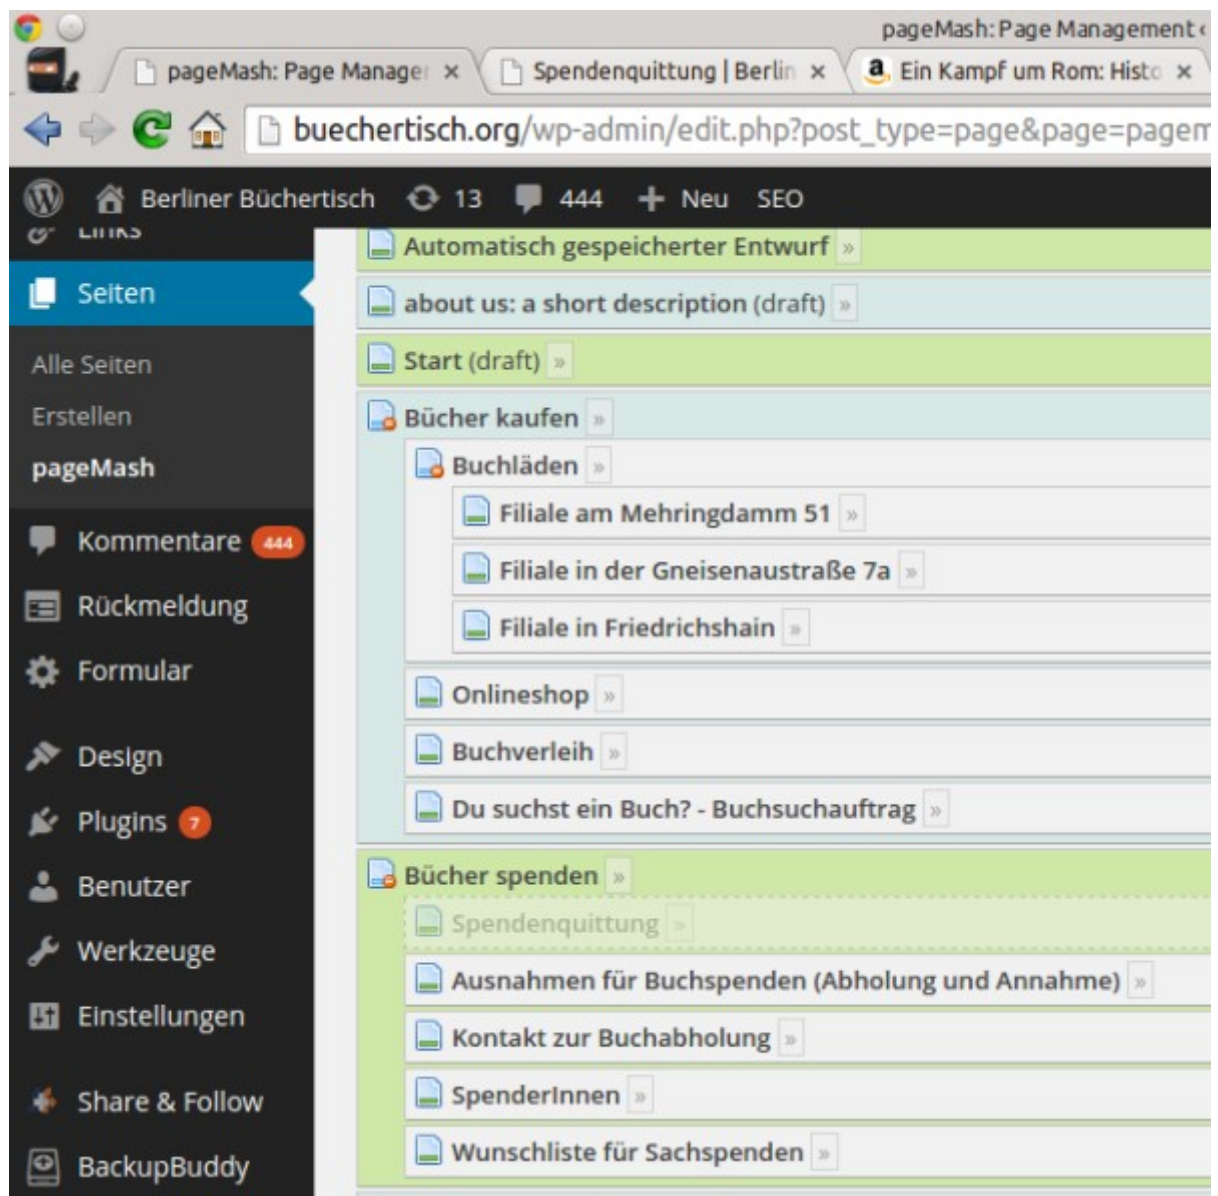 pageMash: Page Management ‹
pageMash: Page Manager × Spendenquittung | Berlin × Ein Kampf um Rom: Histo ×
buechertisch.org/wp-admin/edit.php?post_type=page&page=pagem
Berliner Büchertisch 13 444 + Neu SEO
Links
Seiten
Alle Seiten
Erstellen
pageMash
Kommentare 444
Rückmeldung
Formular
Design
Plugins 7
Benutzer
Werkzeuge
Einstellungen
Share & Follow
BackupBuddy
Automatisch gespeicherter Entwurf »
about us: a short description (draft) »
Start (draft) »
Bücher kaufen »
Buchläden »
Filiale am Mehringdamm 51 »
Filiale in der Gneisenaustraße 7a »
Filiale in Friedrichshain »
Onlineshop »
Buchverleih »
Du suchst ein Buch? - Buchsuchauftrag »
Bücher spenden »
Spendenquittung »
Ausnahmen für Buchspenden (Abholung und Annahme) »
Kontakt zur Buchabholung »
SpenderInnen »
Wunschliste für Sachspenden »